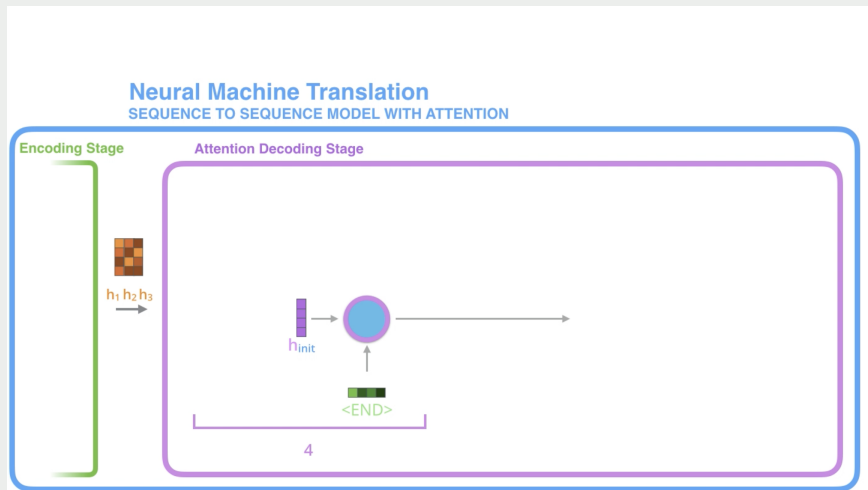 Neural Machine Translation
SEQUENCE TO SEQUENCE MODEL WITH ATTENTION
Encoding Stage
Attention Decoding Stage
h₁ h₂ h₃
hinit
<END>
4